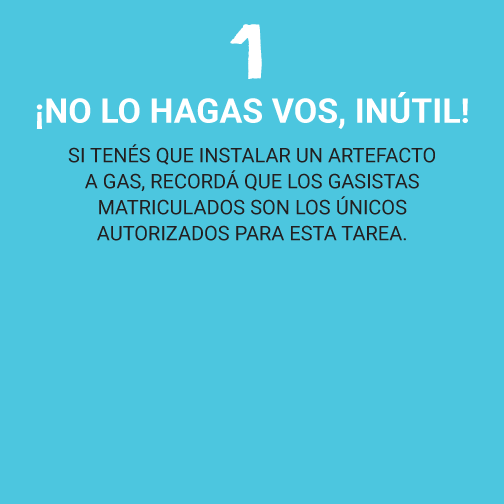 1
¡NO LO HAGAS VOS, INÚTIL!
SI TENÉS QUE INSTALAR UN ARTEFACTO
A GAS, RECORDÁ QUE LOS GASISTAS
MATRICULADOS SON LOS ÚNICOS
AUTORIZADOS PARA ESTA TAREA.